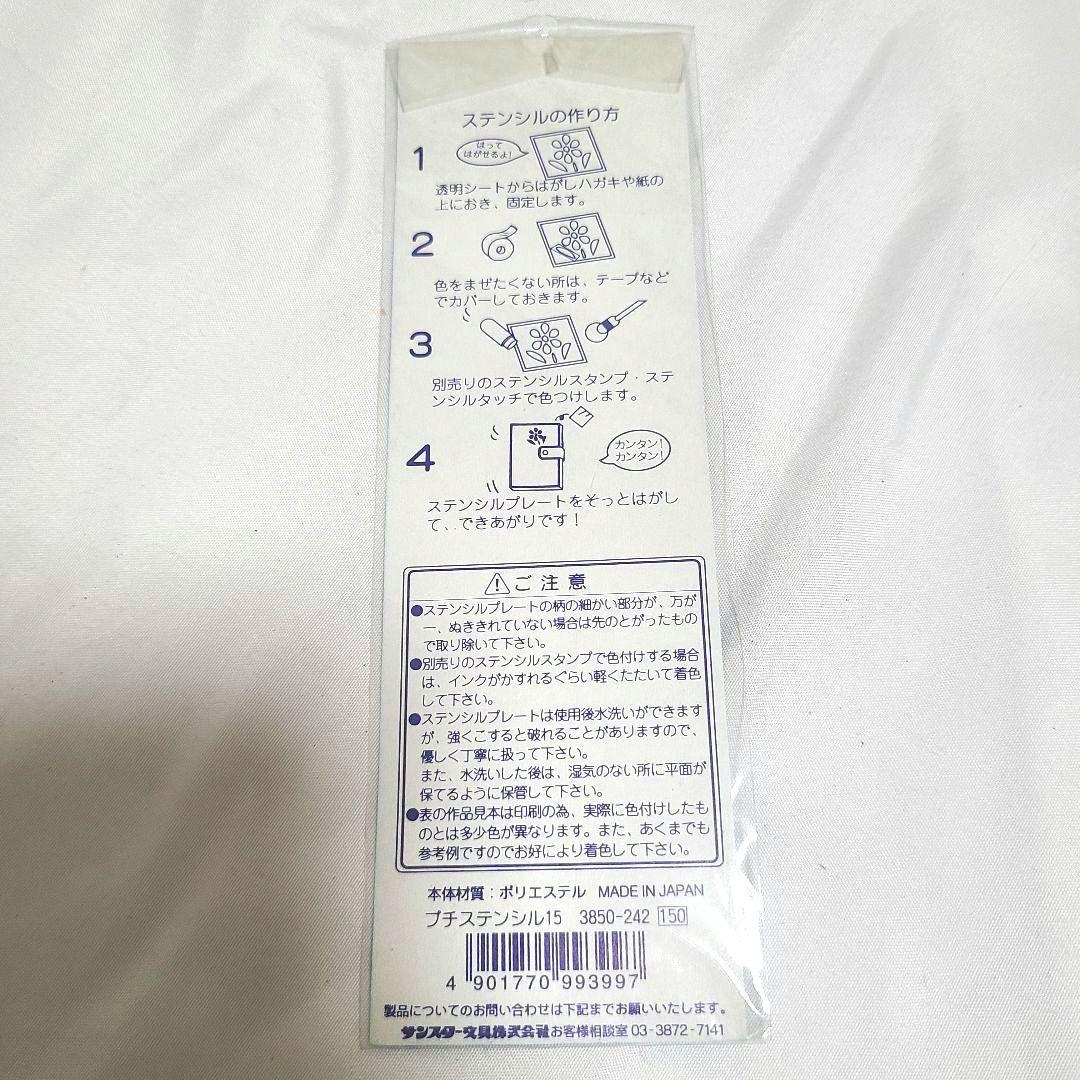 ステンシルの作り方
1
はって
はがせるよ!
透明シートからはがしハガキや紙の
上におき、固定します。
2
の
色をまぜたくない所は、テープなど
でカバーしておきます。
3
別売りのステンシルスタンプ・ステ
ンシルタッチで色つけします。
4
カンタン!
カンタン!
ステンシルプレートをそっとはがし
て、、できあがりです!
ご注意
●ステンシルプレートの柄の細かい部分が、万が
一、ぬききれていない場合は先のとがったもの
で取り除いて下さい。
●別売りのステンシルスタンプで色付けする場合
は、インクがかすれるぐらい軽くたたいて着色
して下さい。
●ステンシルプレートは使用後水洗いができます
が、強くこすると破れることがありますので、
優しく丁寧に扱って下さい。
また、水洗いした後は、湿気のない所に平面が
保てるように保管して下さい。
●表の作品見本は印刷の為、実際に色付けしたも
のとは多少色が異なります。また、あくまでも
参考例ですのでお好により着色して下さい。
本体材質:ポリエステル MADE IN JAPAN
プチステンシル15 3850-242 150
4 901770 993997
製品についてのお問い合わせは下記までお願いいたします。
サンスター文具株式会社お客様相談室 03-3872-7141